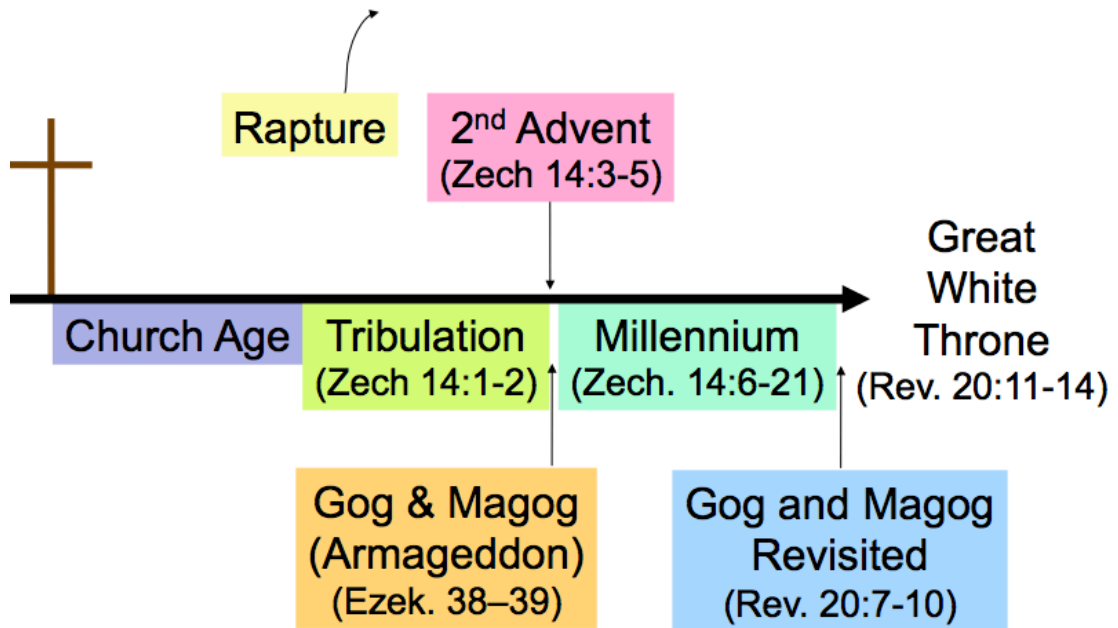 Rapture
2nd Advent
(Zech 14:3-5)
Great
White
Throne
(Rev. 20:11-14)
Church Age
Tribulation
(Zech 14:1-2)
Millennium
(Zech. 14:6-21)
Gog & Magog
(Armageddon)
(Ezek. 38–39)
Gog and Magog
Revisited
(Rev. 20:7-10)